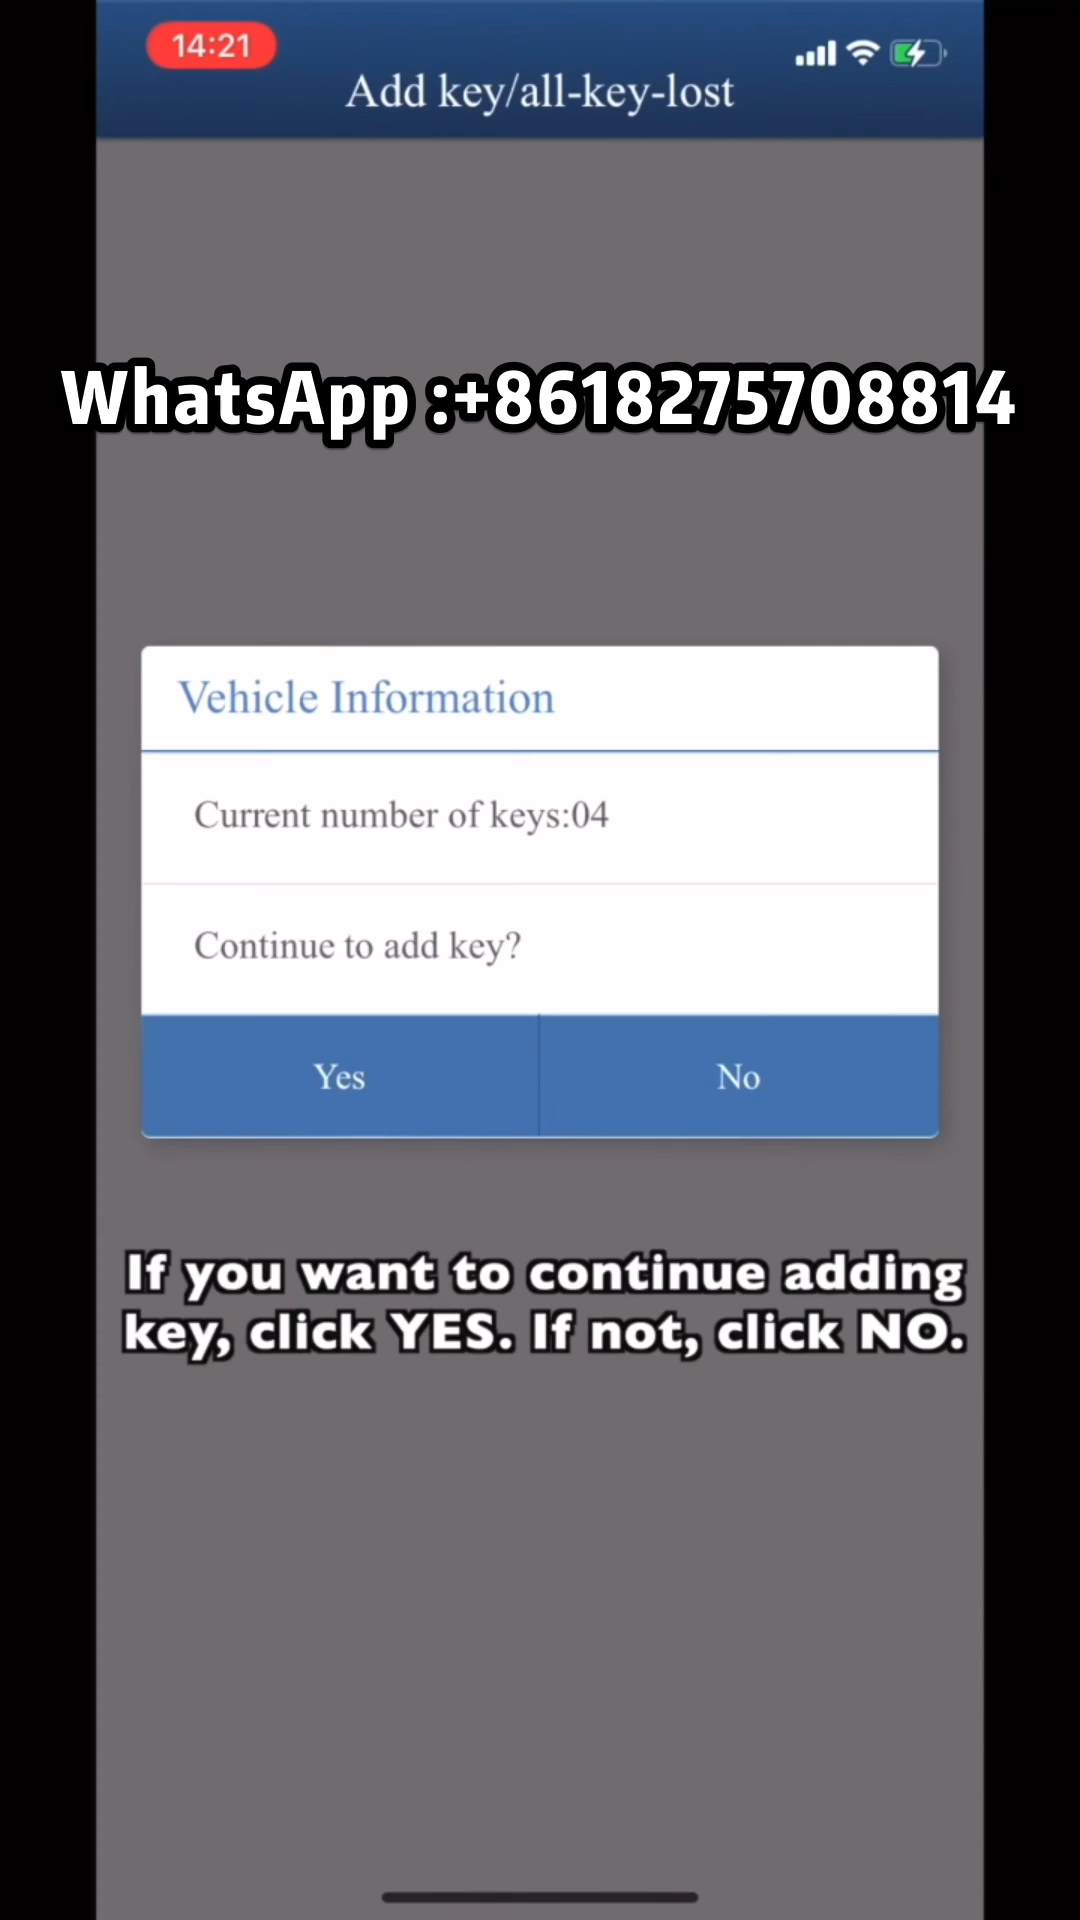 14:21
Add key/all-key-lost
WhatsApp :+8618275708814
Vehicle Information
Current number of keys:04
Continue to add key?
Yes
No
If you want to continue adding
key, click YES. If not, click NO.